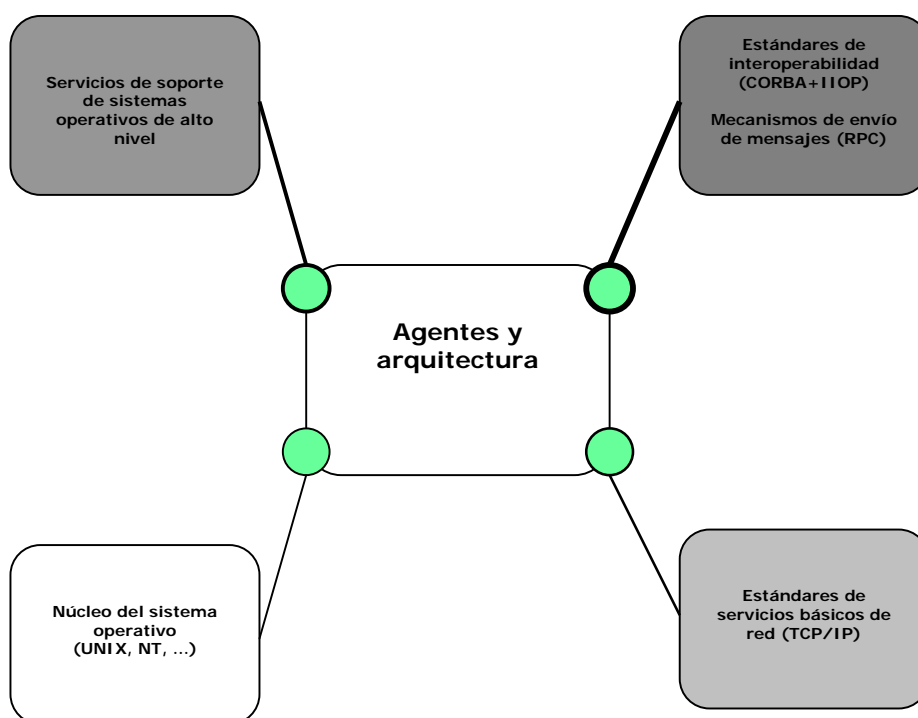 Servicios de soporte
de sistemas
operativos de alto
nivel
Estándares de
interoperabilidad
(CORBA+IIOP)
Mecanismos de envío
de mensajes (RPC)
Agentes y
arquitectura
Núcleo del sistema
operativo
(UNIX, NT, ...)
Estándares de
servicios básicos de
red (TCP/IP)